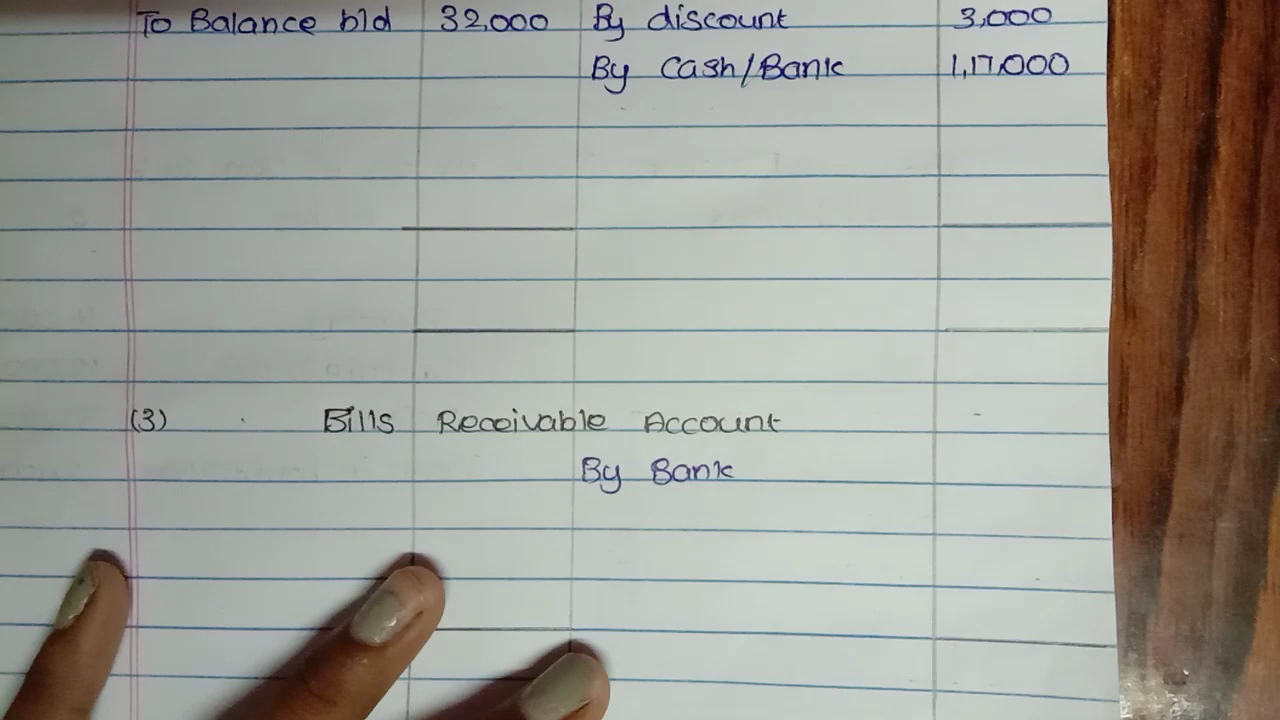 To Balance b/d 32,000 By discount 3,000
By Cash/Bank 1,17,000
(3) Bills Receivable Account
By Bank